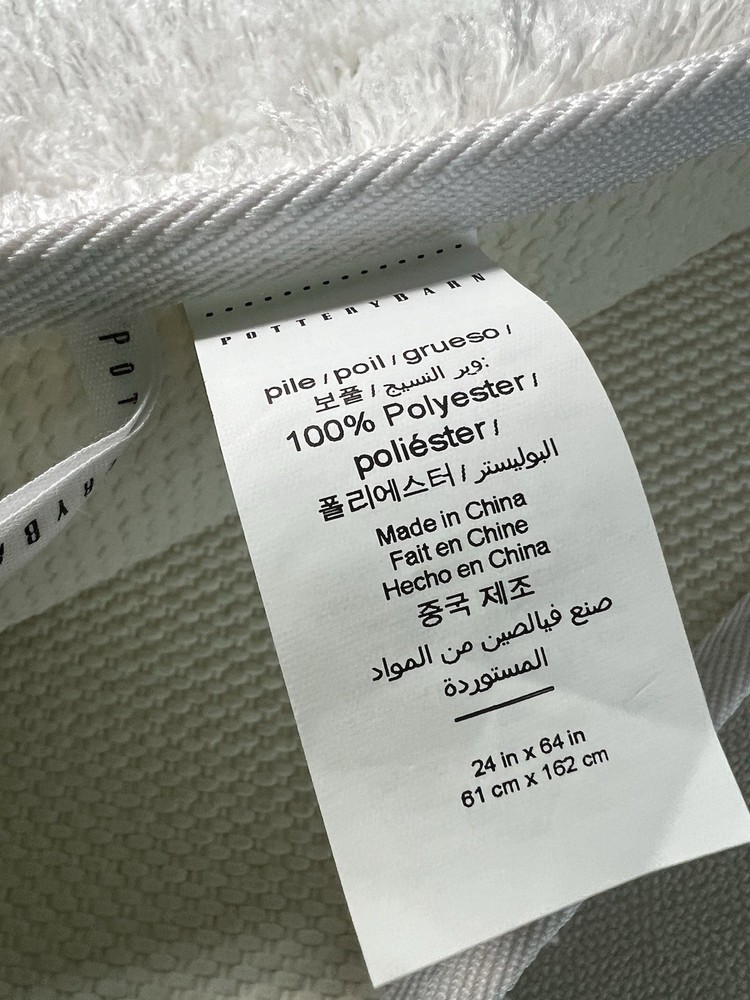 POTTERYBARN
pile / poil / grueso /
보풀 / وبر النسيج:
100% Polyester /
poliéster /
폴리에스터 / البوليستر
Made in China
Fait en Chine
Hecho en China
중국 제조
صنع فيالصين من المواد
المستوردة
24 in x 64 in
61 cm x 162 cm
POT
RYBA